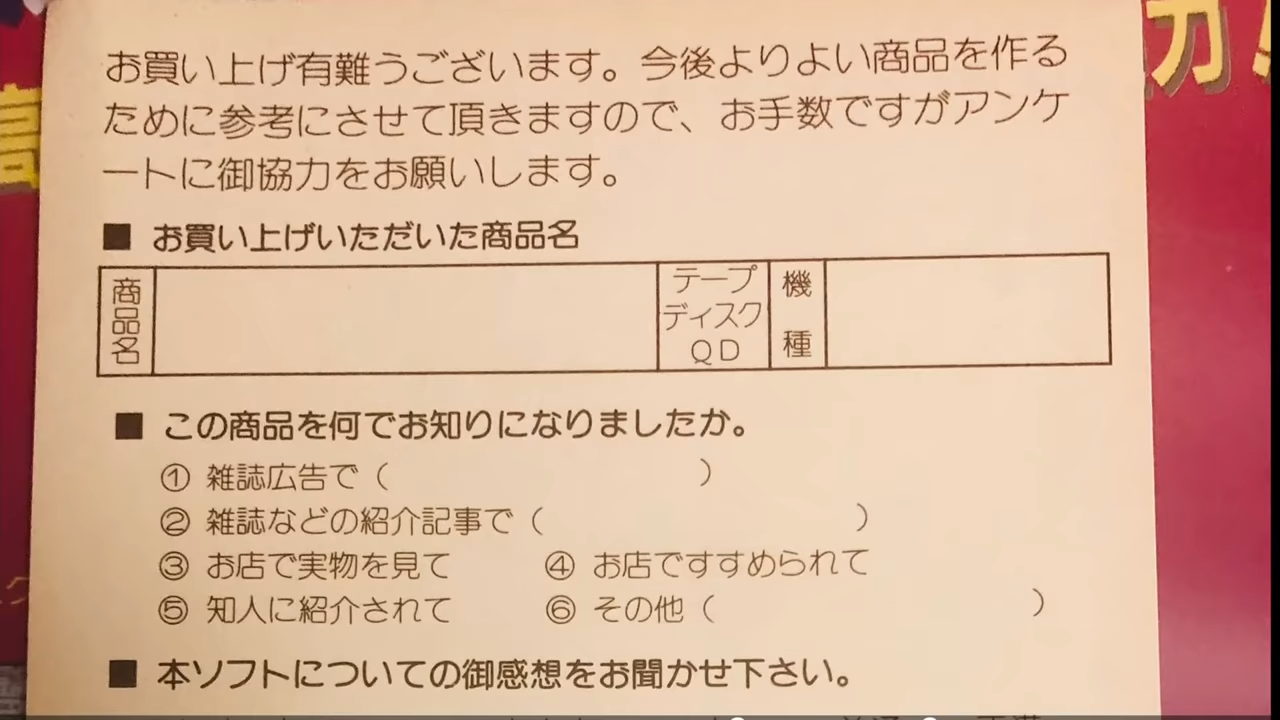 お買い上げ有難うございます。今後よりよい商品を作る
ために参考にさせて頂きますので、お手数ですがアンケ
ートに御協力をお願いします。
■ お買い上げいただいた商品名
商品名
テープ
ディスク
QD
機種
■ この商品を何でお知りになりましたか。
① 雑誌広告で（ ）
② 雑誌などの紹介記事で（ ）
③ お店で実物を見て ④ お店ですすめられて
⑤ 知人に紹介されて ⑥ その他（ ）
■ 本ソフトについての御感想をお聞かせ下さい。